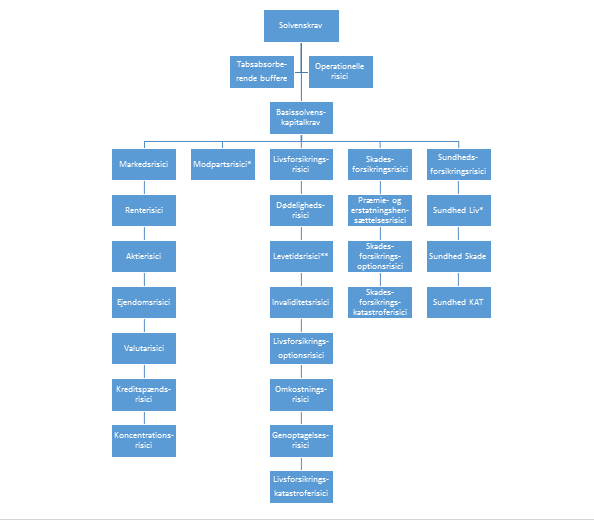 Solvenskrav
Tabsabsorbe-
rende buffere
Operationelle
risici
Basissolvens-
kapitalkrav
Markedsrisici
Modpartsrisici*
Livsforsikrings-
risici
Skades-
forsikringsrisici
Sundheds-
forsikringsrisici
Renterisici
Dødeligheds-
risici
Præmie- og
erstatningshen-
sættelsesrisici
Sundhed Liv*
Aktierisici
Levetidsrisici**
Skades-
forsikrings-
optionsrisici
Sundhed Skade
Ejendomsrisici
Invaliditetsrisici
Skades-
forsikrings-
katastroferisici
Sundhed KAT
Valutarisici
Livsforsikrings-
optionsrisici
Kreditspænds-
risici
Omkostnings-
risici
Koncentrations-
risici
Genoptagelses-
risici
Livsforsikrings-
katastroferisici